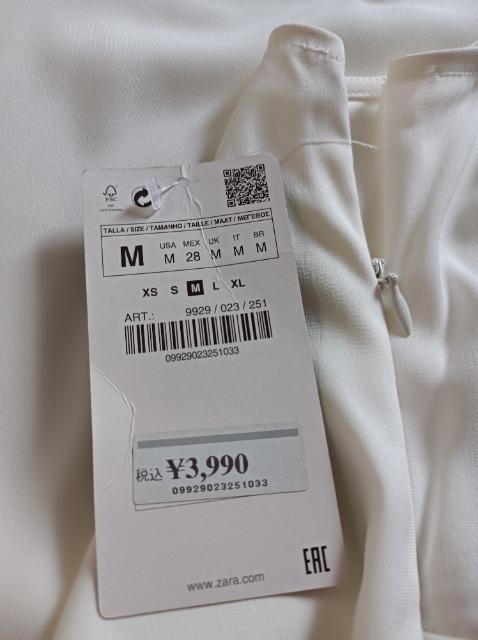 FSC
TALLA / SIZE / TAMANHO / TAILLE / MAAT / ΜΕΓΕΘΟΣ
M USA MEX UK IT BR
M 28 M M M
XS S M L XL
ART.: 9929 / 023 / 251
09929023251033
税込 ¥3,990
09929023251033
EAC
www.zara.com